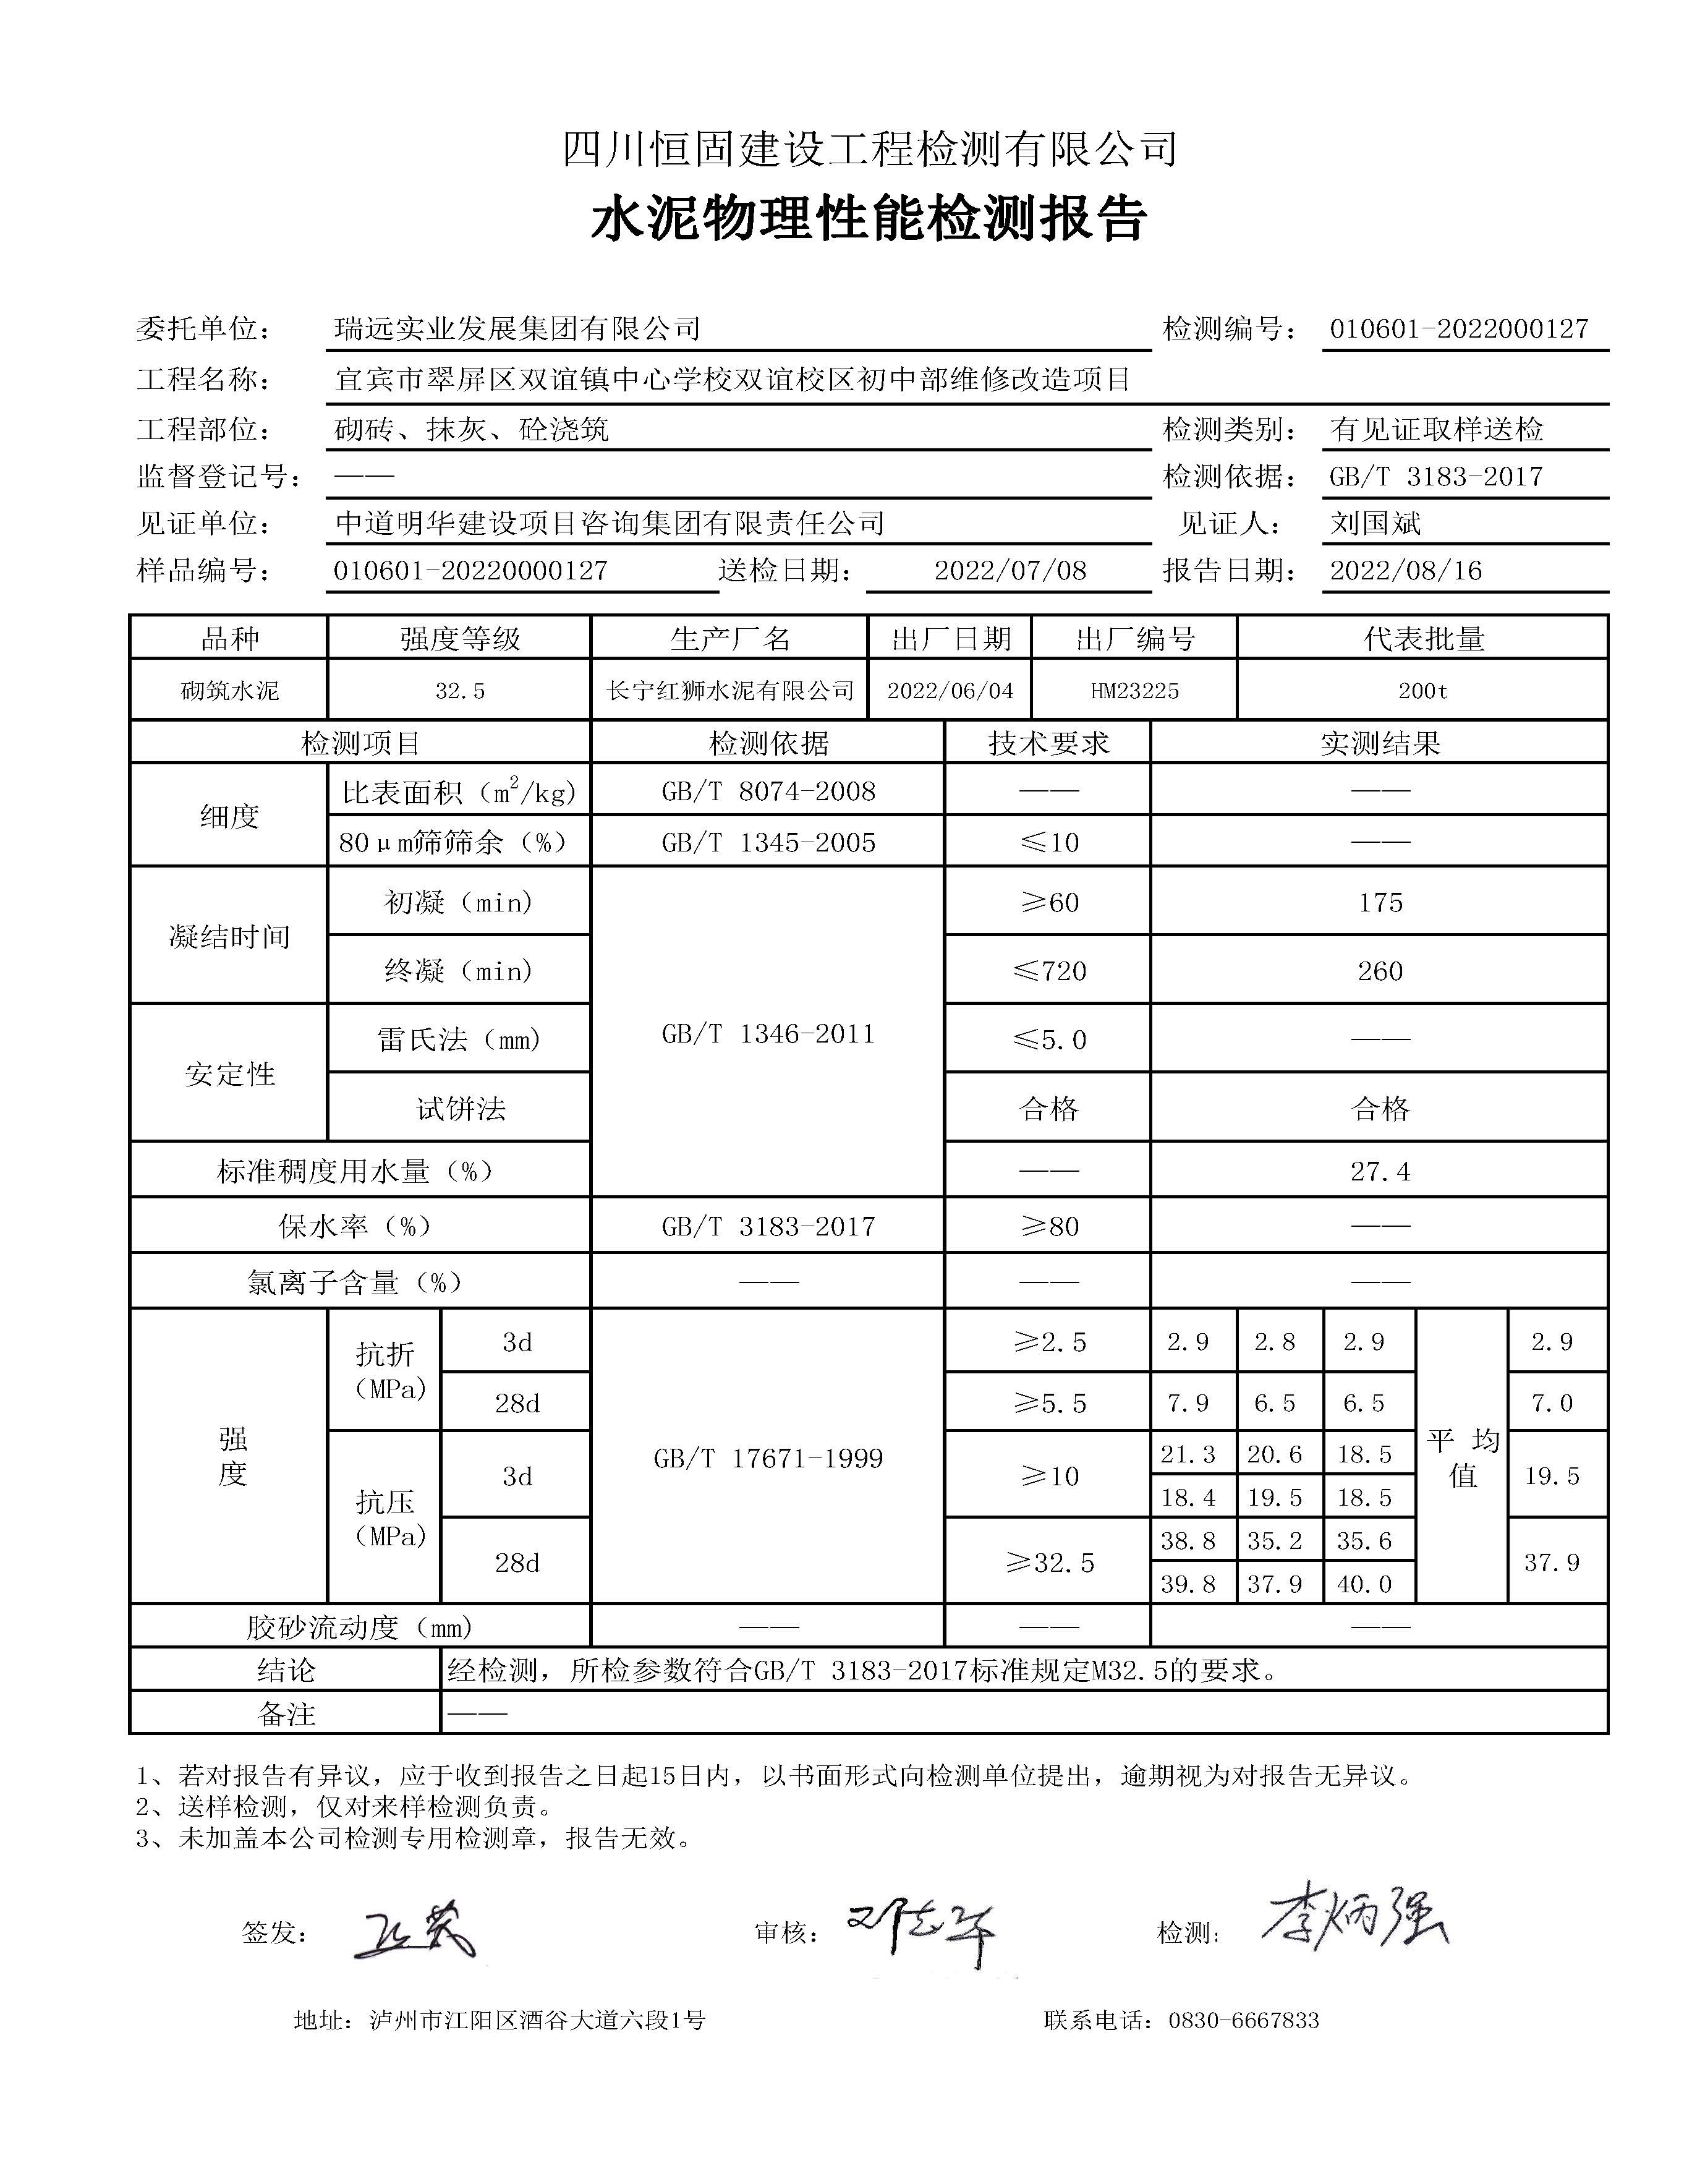 四川恒固建设工程检测有限公司
水泥物理性能检测报告
委托单位： 瑞远实业发展集团有限公司 检测编号： 010601-2022000127
工程名称： 宜宾市翠屏区双谊镇中心学校双谊校区初中部维修改造项目
工程部位： 砌砖、抹灰、砼浇筑 检测类别： 有见证取样送检
监督登记号： —— 检测依据： GB/T 3183-2017
见证单位： 中道明华建设项目咨询集团有限责任公司 见证人： 刘国斌
样品编号： 010601-20220000127 送检日期： 2022/07/08 报告日期： 2022/08/16
品种 强度等级 生产厂名 出厂日期 出厂编号 代表批量
砌筑水泥 32.5 长宁红狮水泥有限公司 2022/06/04 HM23225 200t
检测项目 检测依据 技术要求 实测结果
细度 比表面积（m²/kg） GB/T 8074-2008 —— ——
80μm筛筛余（%） GB/T 1345-2005 ≤10 ——
凝结时间 初凝（min） GB/T 1346-2011 ≥60 175
终凝（min） ≤720 260
安定性 雷氏法（mm） ≤5.0 ——
试饼法 合格 合格
标准稠度用水量（%） —— 27.4
保水率（%） GB/T 3183-2017 ≥80 ——
氯离子含量（%） —— —— ——
强度 抗折（MPa） 3d GB/T 17671-1999 ≥2.5 2.9 2.8 2.9 平均值 2.9
28d ≥5.5 7.9 6.5 6.5 7.0
抗压（MPa） 3d ≥10 21.3 20.6 18.5 19.5
18.4 19.5 18.5
28d ≥32.5 38.8 35.2 35.6 37.9
39.8 37.9 40.0
胶砂流动度（mm） —— —— ——
结论 经检测，所检参数符合GB/T 3183-2017标准规定M32.5的要求。
备注 ——
1、若对报告有异议，应于收到报告之日起15日内，以书面形式向检测单位提出，逾期视为对报告无异议。
2、送样检测，仅对来样检测负责。
3、未加盖本公司检测专用检测章，报告无效。
签发： 审核： 邓志华 检测： 李炳强
地址：泸州市江阳区酒谷大道六段1号 联系电话：0830-6667833